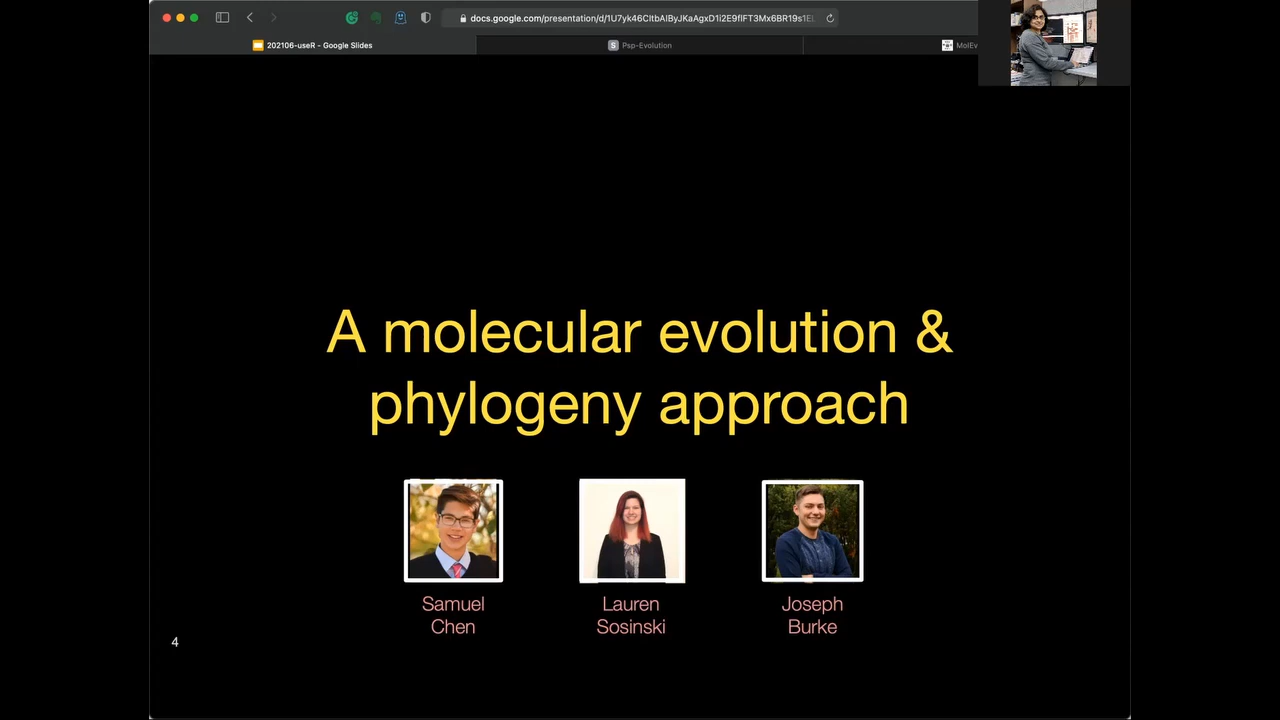 docs.google.com/presentation/d/1U7yk46CltbAlByJKaAgxD1i2E9flFT3Mx6BR19s1EL
202106-useR - Google Slides
S Psp-Evolution
MolEv
A molecular evolution &
phylogeny approach
Samuel
Chen
Lauren
Sosinski
Joseph
Burke
4